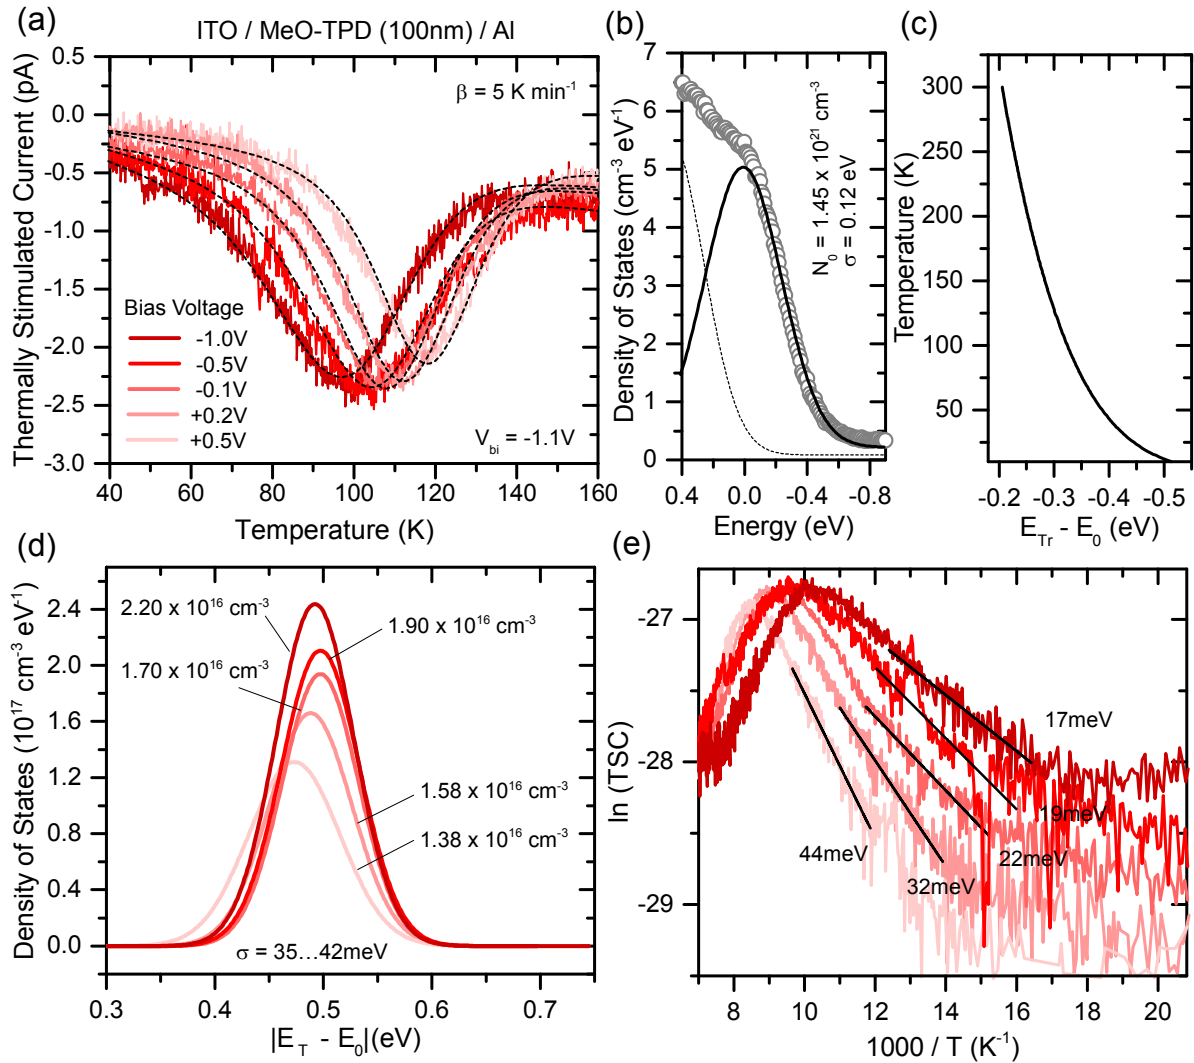 (a)
ITO / MeO-TPD (100nm) / Al
Thermally Stimulated Current (pA)
0.5
0.0
-0.5
-1.0
-1.5
-2.0
-2.5
-3.0
β = 5 K min⁻¹
Bias Voltage
-1.0V
-0.5V
-0.1V
+0.2V
+0.5V
V_bi = -1.1V
40 60 80 100 120 140 160
Temperature (K)
(b)
Density of States (cm⁻³ eV⁻¹)
7
6
5
4
3
2
1
0
N₀ = 1.45 x 10²¹ cm⁻³
σ = 0.12 eV
0.4 0.0 -0.4 -0.8
Energy (eV)
(c)
Temperature (K)
300
250
200
150
100
50
-0.2 -0.3 -0.4 -0.5
E_Tr - E₀ (eV)
(d)
Density of States (10¹⁷ cm⁻³ eV⁻¹)
2.4
2.0
1.6
1.2
0.8
0.4
0.0
2.20 x 10¹⁶ cm⁻³
1.90 x 10¹⁶ cm⁻³
1.70 x 10¹⁶ cm⁻³
1.58 x 10¹⁶ cm⁻³
1.38 x 10¹⁶ cm⁻³
σ = 35...42meV
0.3 0.4 0.5 0.6 0.7
|E_T - E₀|(eV)
(e)
ln (TSC)
-27
-28
-29
17meV
19meV
22meV
32meV
44meV
8 10 12 14 16 18 20
1000 / T (K⁻¹)